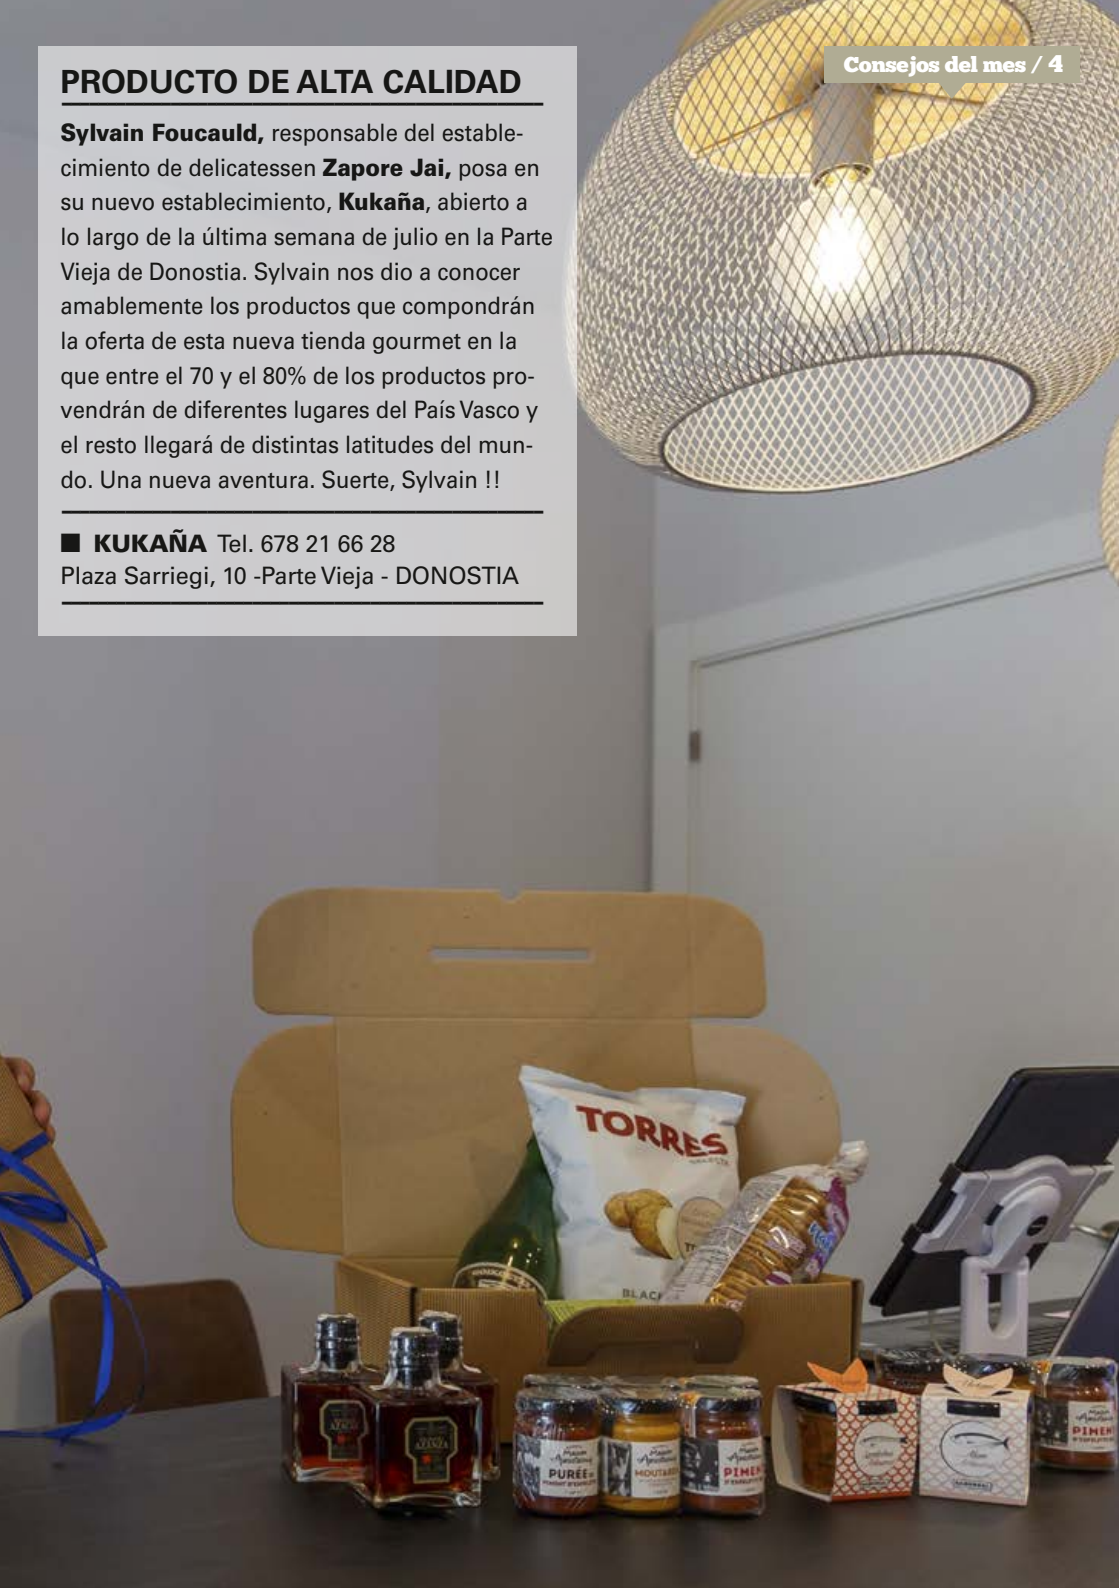 Consejos del mes / 4
PRODUCTO DE ALTA CALIDAD
Sylvain Foucauld, responsable del estable-
cimiento de delicatessen Zapore Jai, posa en
su nuevo establecimiento, Kukaña, abierto a
lo largo de la última semana de julio en la Parte
Vieja de Donostia. Sylvain nos dio a conocer
amablemente los productos que compondrán
la oferta de esta nueva tienda gourmet en la
que entre el 70 y el 80% de los productos pro-
vendrán de diferentes lugares del País Vasco y
el resto llegará de distintas latitudes del mun-
do. Una nueva aventura. Suerte, Sylvain !!
■ KUKAÑA Tel. 678 21 66 28
Plaza Sarriegi, 10 -Parte Vieja - DONOSTIA
TORRES
SELECTA
BLACK
PURÉE
PIMENT D'ESPELETTE
MOUTARDE
PIMENT
PIMENT